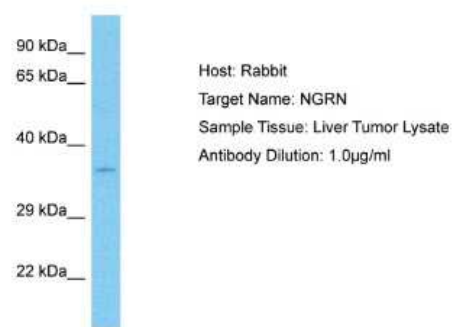 90 kDa
65 kDa
40 kDa
29 kDa
22 kDa
Host: Rabbit
Target Name: NGRN
Sample Tissue: Liver Tumor Lysate
Antibody Dilution: 1.0µg/ml